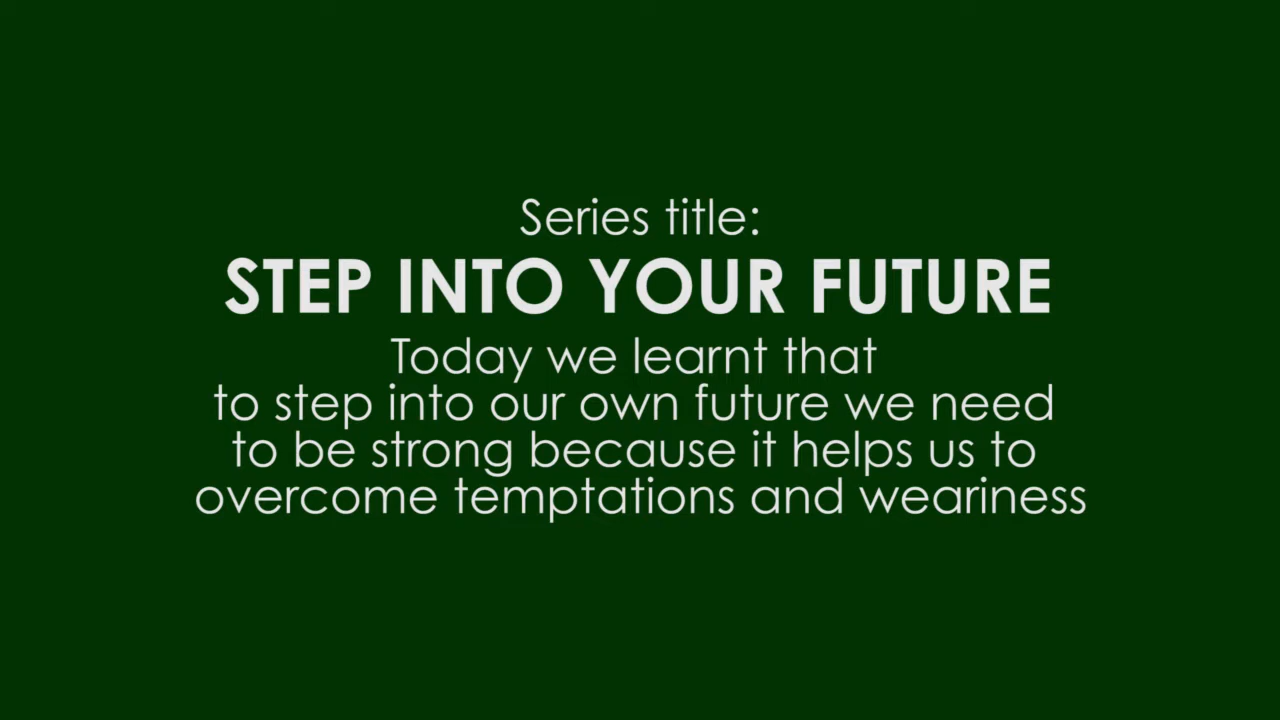 Series title:
STEP INTO YOUR FUTURE
Today we learnt that
to step into our own future we need
to be strong because it helps us to
overcome temptations and weariness